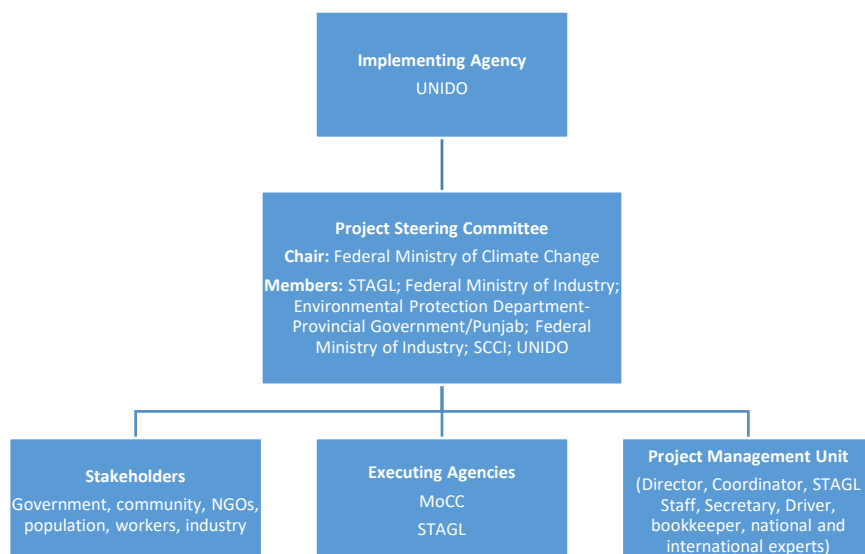 Implementing Agency
UNIDO
Project Steering Committee
Chair: Federal Ministry of Climate Change
Members: STAGL; Federal Ministry of Industry;
Environmental Protection Department-
Provincial Government/Punjab; Federal
Ministry of Industry; SCCI; UNIDO
Stakeholders
Government, community, NGOs,
population, workers, industry
Executing Agencies
MoCC
STAGL
Project Management Unit
(Director, Coordinator, STAGL
Staff, Secretary, Driver,
bookkeeper, national and
international experts)